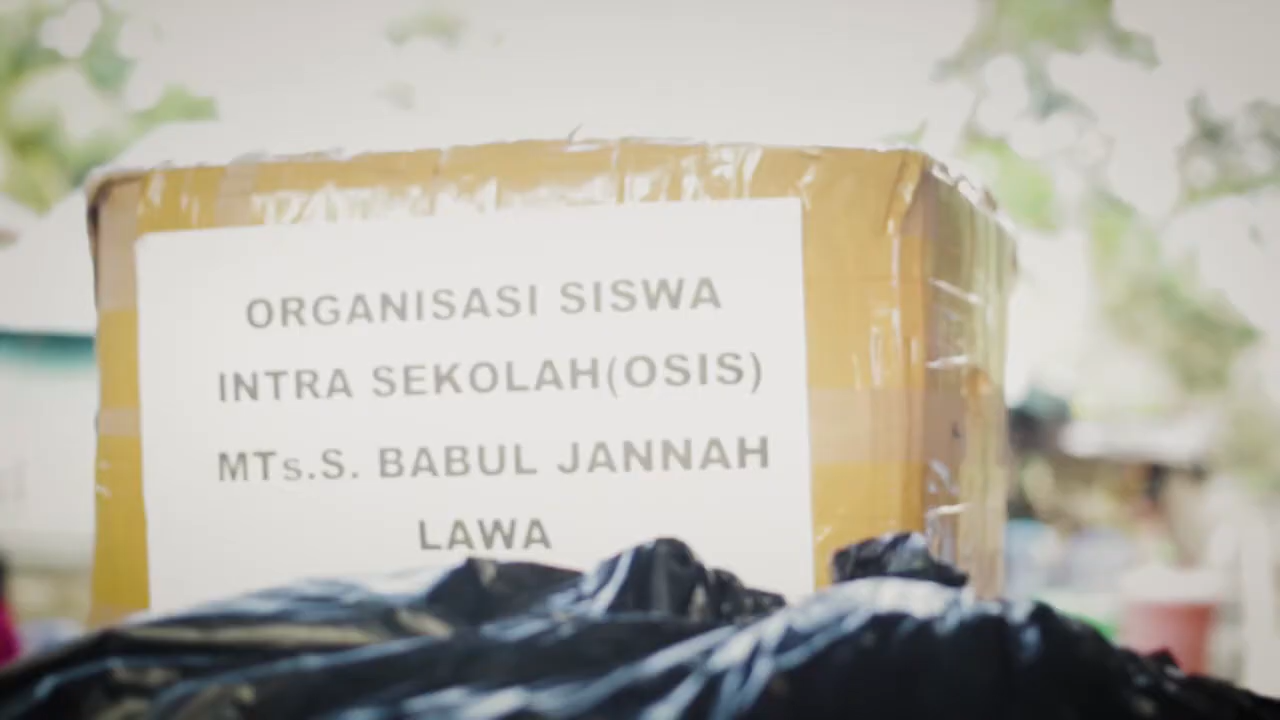 ORGANISASI SISWA
INTRA SEKOLAH(OSIS)
MTs.S. BABUL JANNAH
LAWA